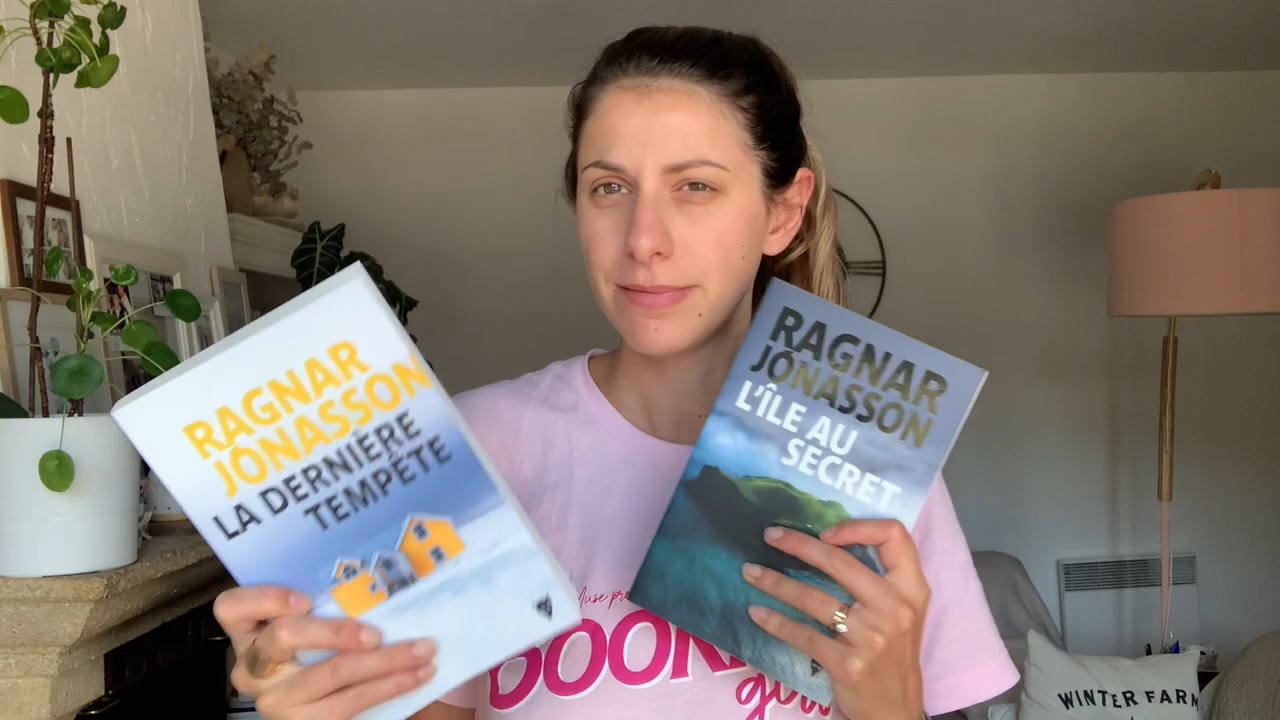 RAGNAR
JÓNASSON
LA DERNIÈRE
TEMPÊTE
RAGNAR
JÓNASSON
L'ÎLE AU
SECRET
WINTER FARM